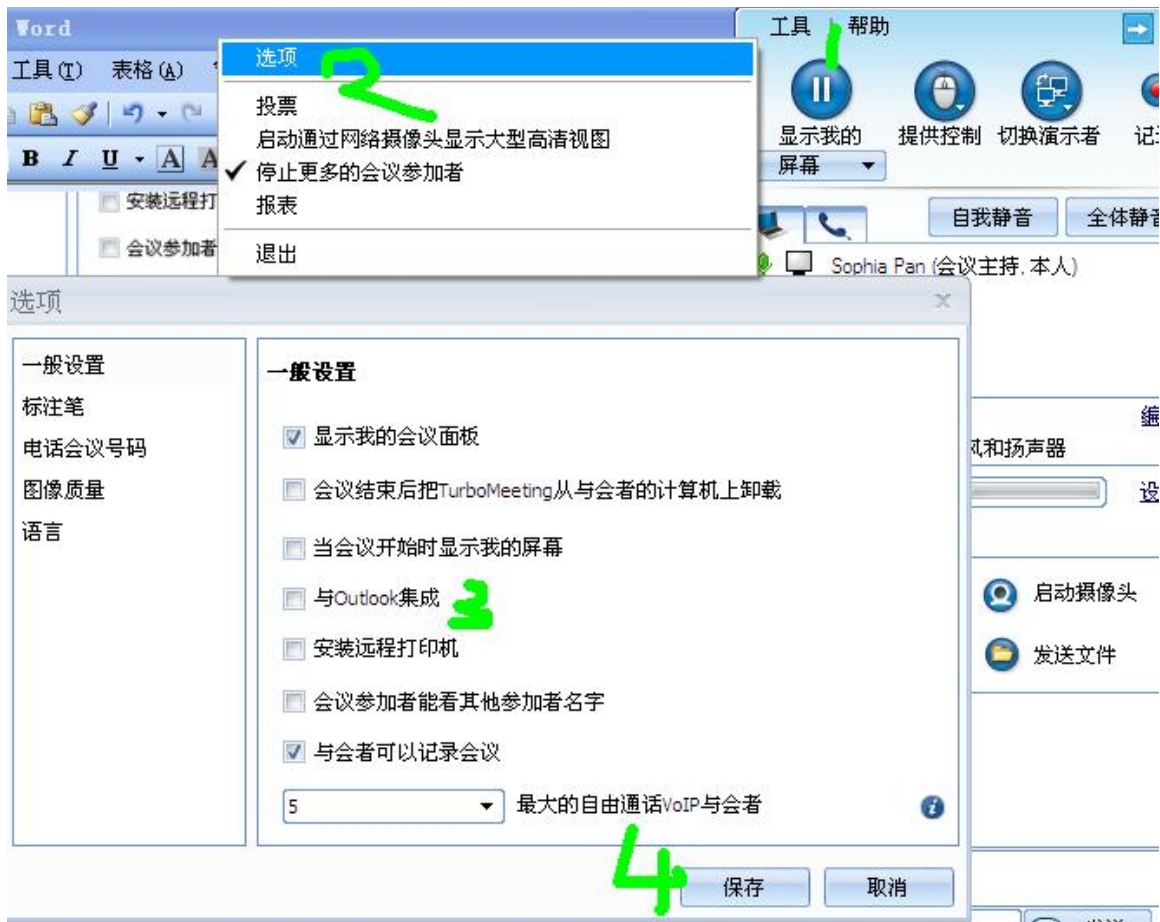 Word
工具(T) 表格(A)
B I U A A
安装远程打
会议参加者
选项
投票
启动通过网络摄像头显示大型高清视图
停止更多的会议参加者
报表
退出
工具 帮助
显示我的
屏幕
提供控制
切换演示者
自我静音
全体静音
Sophia Pan (会议主持, 本人)
1
2
选项
一般设置
标注笔
电话会议号码
图像质量
语言
一般设置
显示我的会议面板
会议结束后把TurboMeeting从与会者的计算机上卸载
当会议开始时显示我的屏幕
与Outlook集成
3
安装远程打印机
会议参加者能看其他参加者名字
与会者可以记录会议
5
最大的自由通话VoIP与会者
4
保存
取消
风和扬声器
启动摄像头
发送文件